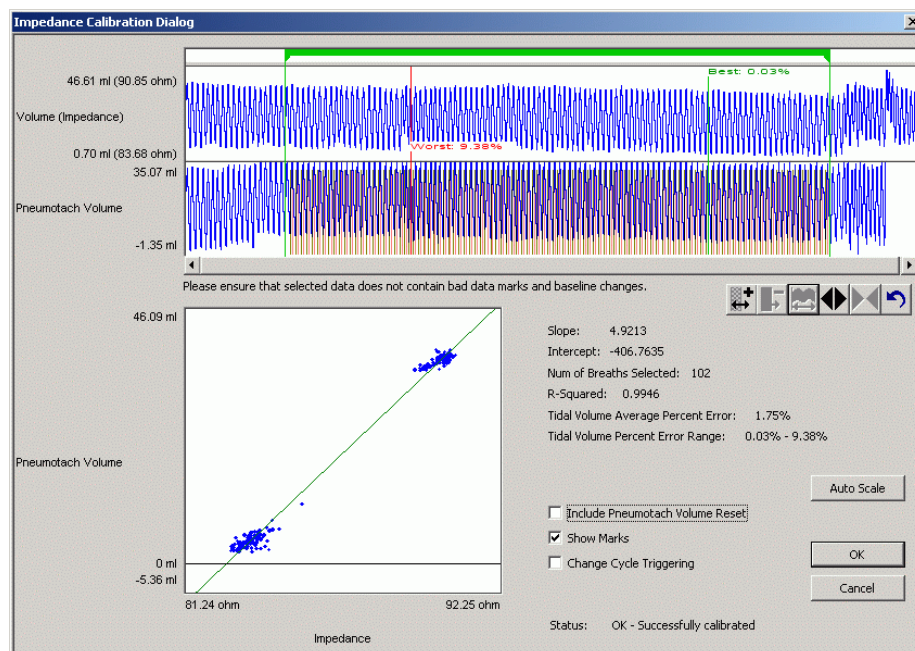 Impedance Calibration Dialog
46.61 ml (90.85 ohm)
Best: 0.03%
Volume (Impedance)
Worst: 9.38%
0.70 ml (83.68 ohm)
35.07 ml
Pneumotach Volume
-1.35 ml
Please ensure that selected data does not contain bad data marks and baseline changes.
46.09 ml
Slope: 4.9213
Intercept: -406.7635
Num of Breaths Selected: 102
R-Squared: 0.9946
Tidal Volume Average Percent Error: 1.75%
Tidal Volume Percent Error Range: 0.03% - 9.38%
Pneumotach Volume
Auto Scale
Include Pneumotach Volume Reset
Show Marks
Change Cycle Triggering
OK
Cancel
0 ml
-5.36 ml
81.24 ohm 92.25 ohm
Impedance
Status: OK - Successfully calibrated